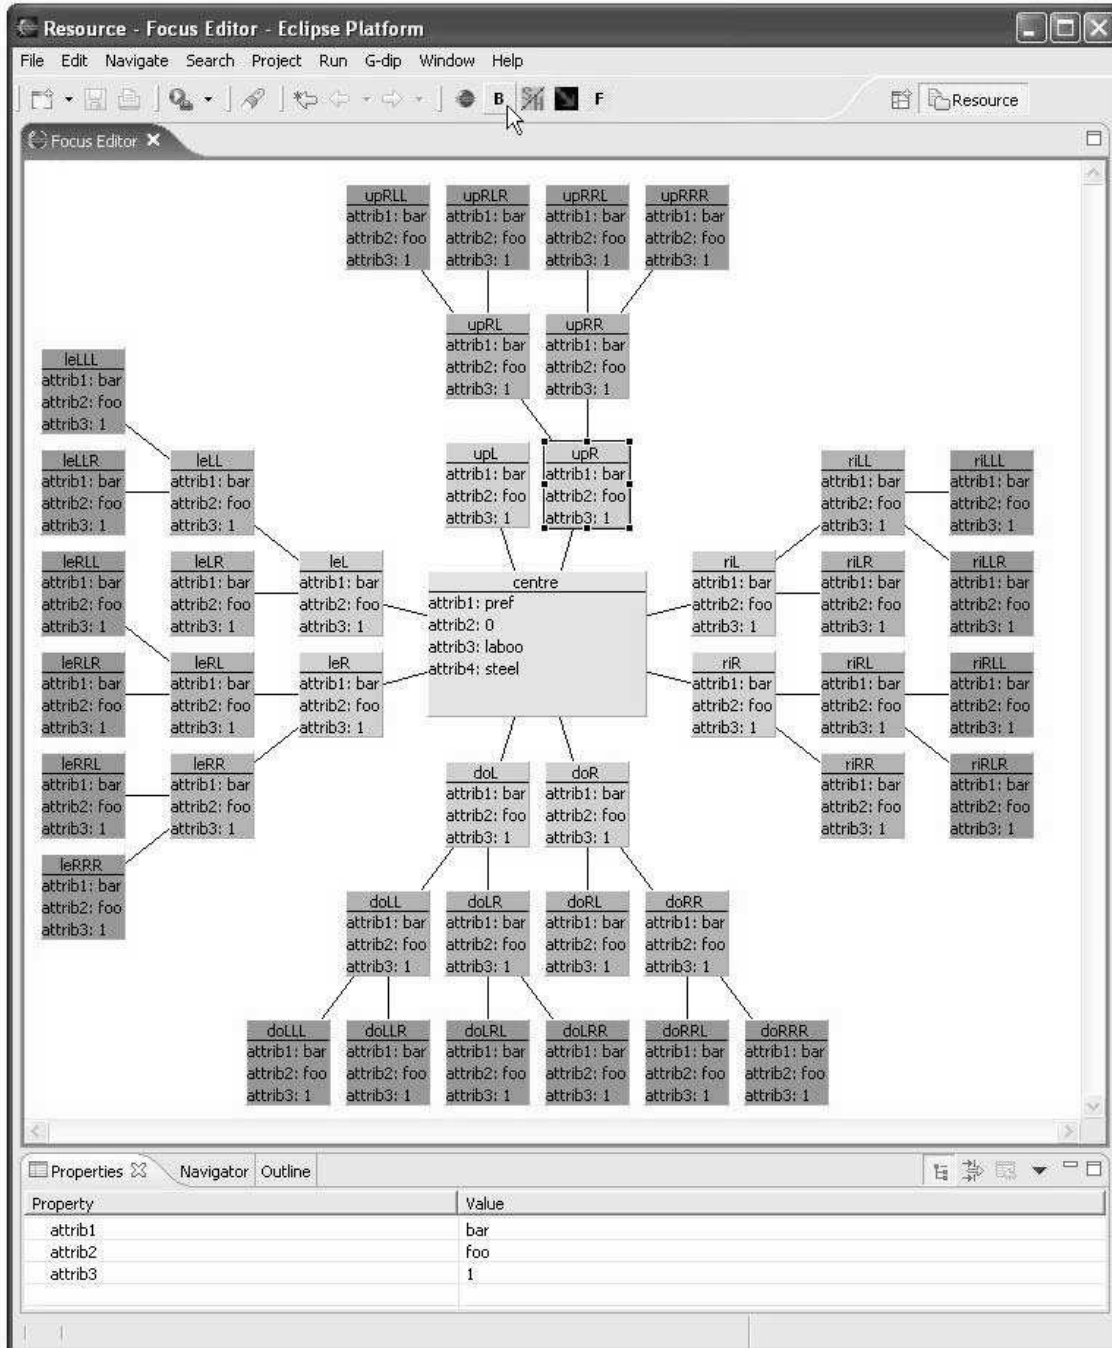 Resource - Focus Editor - Eclipse Platform
File Edit Navigate Search Project Run G-dip Window Help
B F Resource
Focus Editor
upRLL upRLR upRRL upRRR
attrib1: bar attrib1: bar attrib1: bar attrib1: bar
attrib2: foo attrib2: foo attrib2: foo attrib2: foo
attrib3: 1 attrib3: 1 attrib3: 1 attrib3: 1
upRL upRR
attrib1: bar attrib1: bar
attrib2: foo attrib2: foo
attrib3: 1 attrib3: 1
leLLL
attrib1: bar
attrib2: foo
attrib3: 1
upL upR
attrib1: bar attrib1: bar
attrib2: foo attrib2: foo
attrib3: 1 attrib3: 1
leLLR leLL riLL riLLL
attrib1: bar attrib1: bar attrib1: bar attrib1: bar
attrib2: foo attrib2: foo attrib2: foo attrib2: foo
attrib3: 1 attrib3: 1 attrib3: 1 attrib3: 1
leRLL leLR leL riL riLR riLLR
attrib1: bar attrib1: bar attrib1: bar attrib1: bar attrib1: bar attrib1: bar
attrib2: foo attrib2: foo attrib2: foo attrib2: foo attrib2: foo attrib2: foo
attrib3: 1 attrib3: 1 attrib3: 1 attrib3: 1 attrib3: 1 attrib3: 1
centre
attrib1: pref
attrib2: 0
attrib3: laboo
attrib4: steel
leRLR leRL leR riR riRL riRLL
attrib1: bar attrib1: bar attrib1: bar attrib1: bar attrib1: bar attrib1: bar
attrib2: foo attrib2: foo attrib2: foo attrib2: foo attrib2: foo attrib2: foo
attrib3: 1 attrib3: 1 attrib3: 1 attrib3: 1 attrib3: 1 attrib3: 1
leRRL leRR riRR riRLR
attrib1: bar attrib1: bar attrib1: bar attrib1: bar
attrib2: foo attrib2: foo attrib2: foo attrib2: foo
attrib3: 1 attrib3: 1 attrib3: 1 attrib3: 1
doL doR
attrib1: bar attrib1: bar
attrib2: foo attrib2: foo
attrib3: 1 attrib3: 1
leRRR
attrib1: bar
attrib2: foo
attrib3: 1
doLL doLR doRL doRR
attrib1: bar attrib1: bar attrib1: bar attrib1: bar
attrib2: foo attrib2: foo attrib2: foo attrib2: foo
attrib3: 1 attrib3: 1 attrib3: 1 attrib3: 1
doLLL doLLR doLRL doLRR doRRL doRRR
attrib1: bar attrib1: bar attrib1: bar attrib1: bar attrib1: bar attrib1: bar
attrib2: foo attrib2: foo attrib2: foo attrib2: foo attrib2: foo attrib2: foo
attrib3: 1 attrib3: 1 attrib3: 1 attrib3: 1 attrib3: 1 attrib3: 1
Properties Navigator Outline
Property Value
attrib1 bar
attrib2 foo
attrib3 1